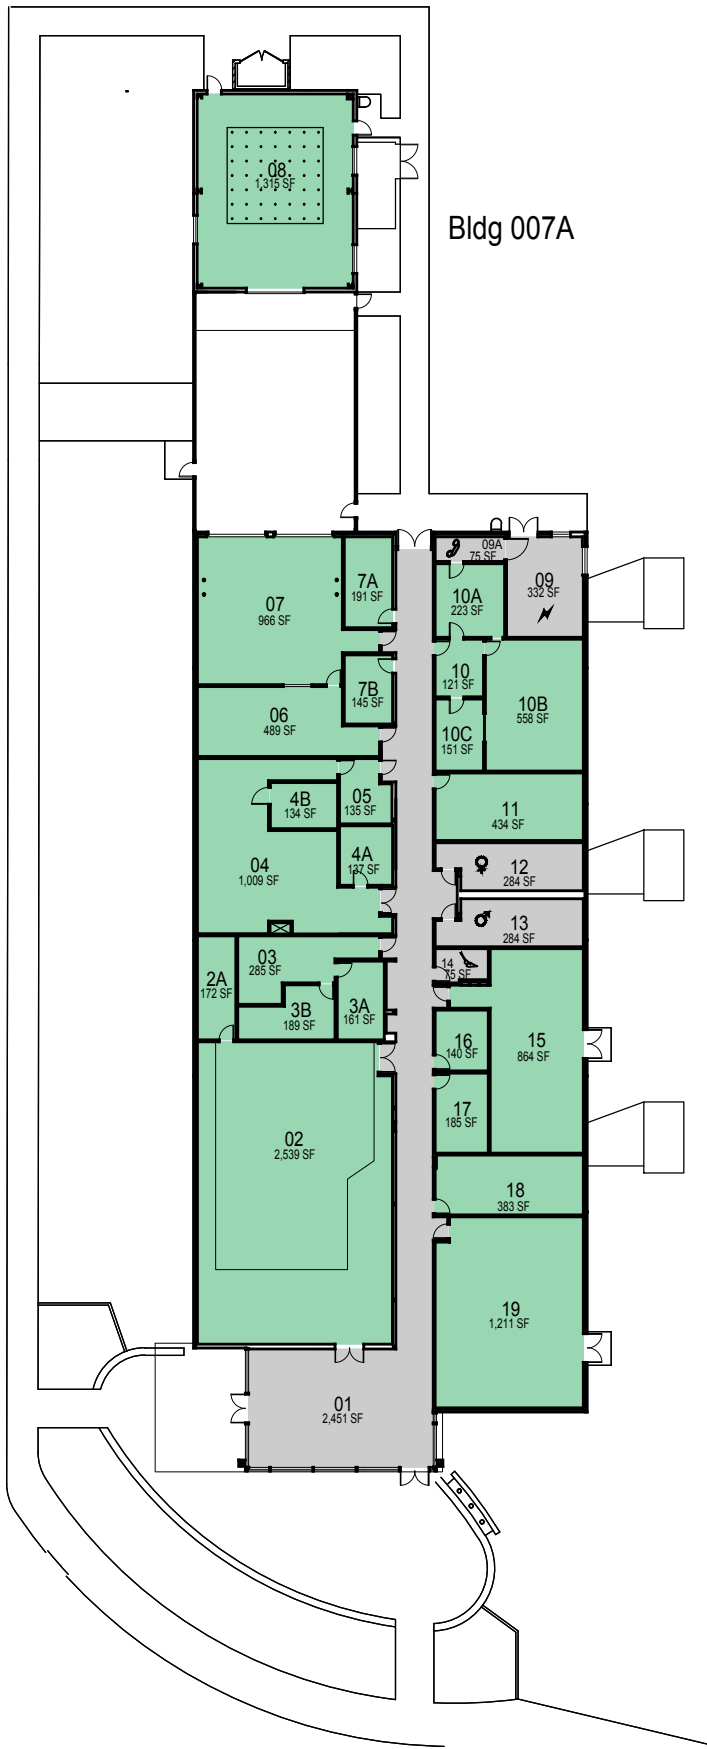 08
1,315 SF
Bldg 007A
09A
75 SF
7A
191 SF
07
966 SF
10A
223 SF
09
332 SF
10
121 SF
7B
145 SF
10B
558 SF
06
489 SF
10C
151 SF
05
135 SF
4B
134 SF
11
434 SF
4A
137 SF
04
1,009 SF
12
284 SF
13
284 SF
03
285 SF
14
75 SF
2A
172 SF
3A
161 SF
3B
189 SF
16
140 SF
15
864 SF
17
185 SF
02
2,539 SF
18
383 SF
19
1,211 SF
01
2,451 SF